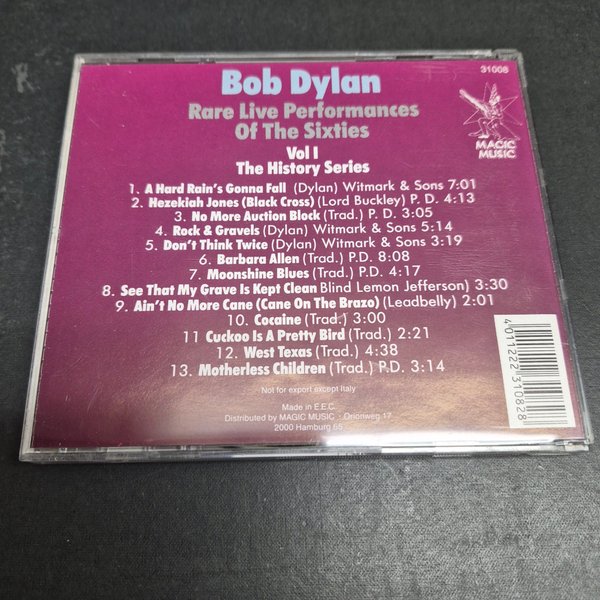 31008
Bob Dylan
Rare Live Performances
Of The Sixties
Vol I
The History Series
MAGIC
MUSIC
1. A Hard Rain's Gonna Fall (Dylan) Witmark & Sons 7:01
2. Hezekiah Jones (Black Cross) (Lord Buckley) P. D. 4:13
3. No More Auction Block (Trad.) P. D. 3:05
4. Rock & Gravels (Dylan) Witmark & Sons 5:14
5. Don't Think Twice (Dylan) Witmark & Sons 3:19
6. Barbara Allen (Trad.) P.D. 8:08
7. Moonshine Blues (Trad.) P.D. 4:17
8. See That My Grave Is Kept Clean Blind Lemon Jefferson) 3:30
9. Ain't No More Cane (Cane On The Brazo) (Leadbelly) 2:01
10. Cocaine (Trad.) 3:00
11 Cuckoo Is A Pretty Bird (Trad.) 2:21
12. West Texas (Trad.) 4:38
13. Motherless Children (Trad.) P.D. 3:14
Not for export except Italy
Made in E.E.C.
Distributed by MAGIC MUSIC · Orionweg 17
2000 Hamburg 65
4 011222 310828